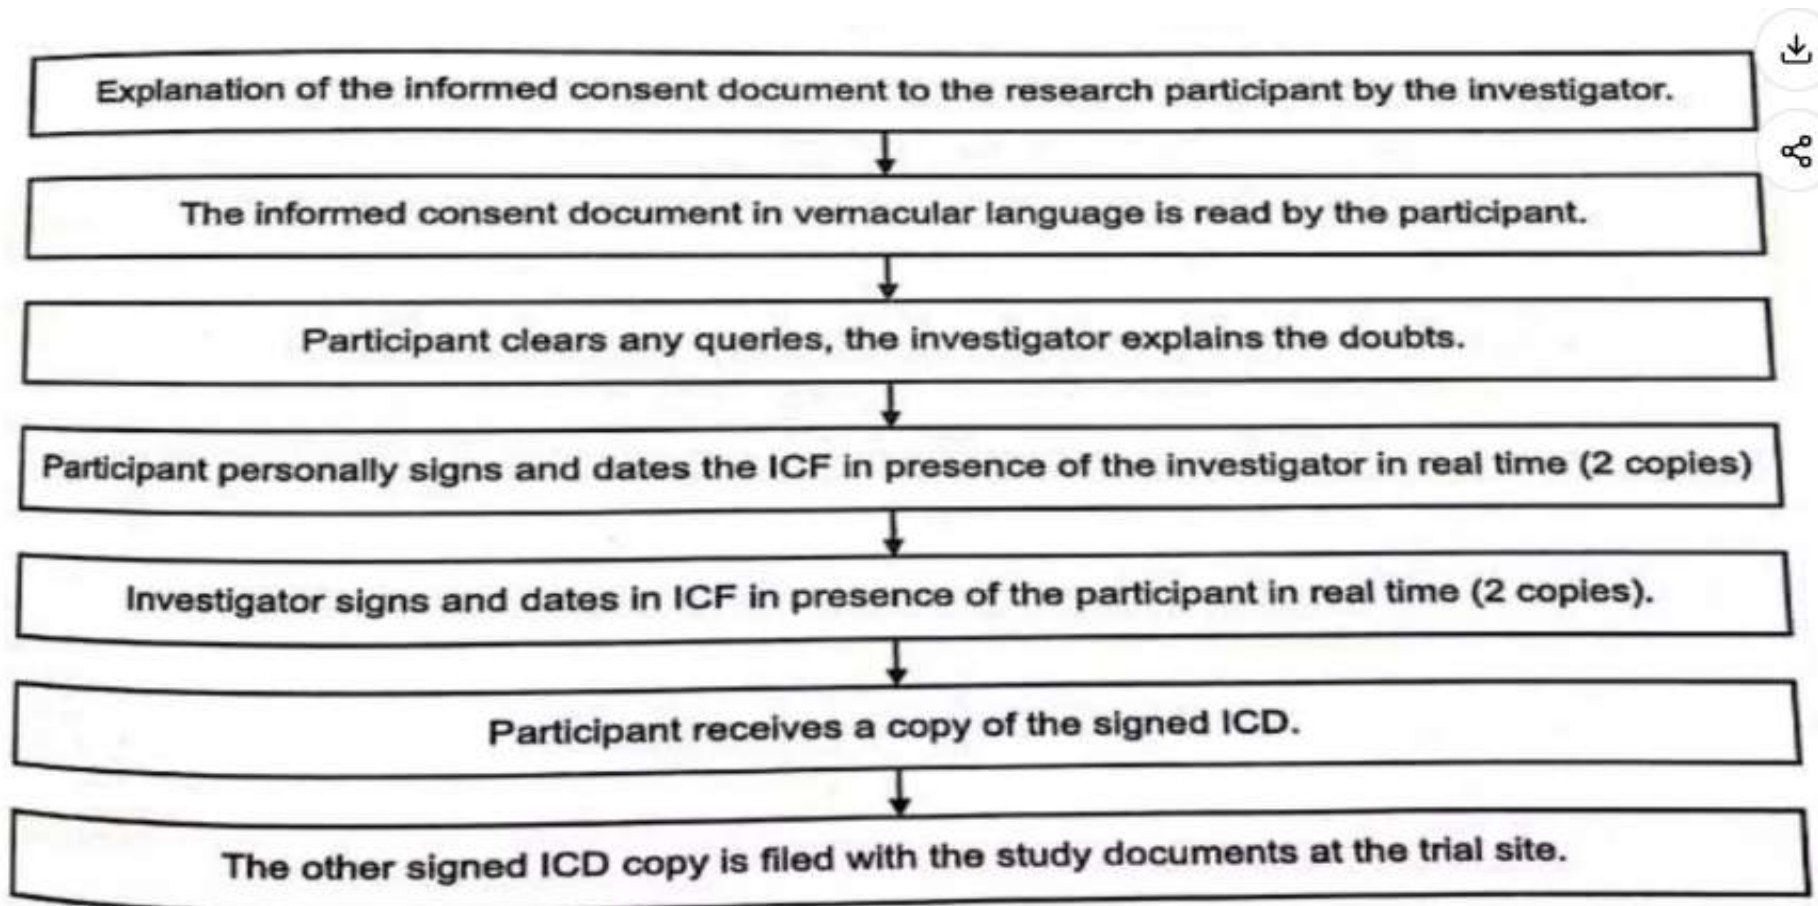 Explanation of the informed consent document to the research participant by the investigator.
The informed consent document in vernacular language is read by the participant.
Participant clears any queries, the investigator explains the doubts.
Participant personally signs and dates the ICF in presence of the investigator in real time (2 copies)
Investigator signs and dates in ICF in presence of the participant in real time (2 copies).
Participant receives a copy of the signed ICD.
The other signed ICD copy is filed with the study documents at the trial site.